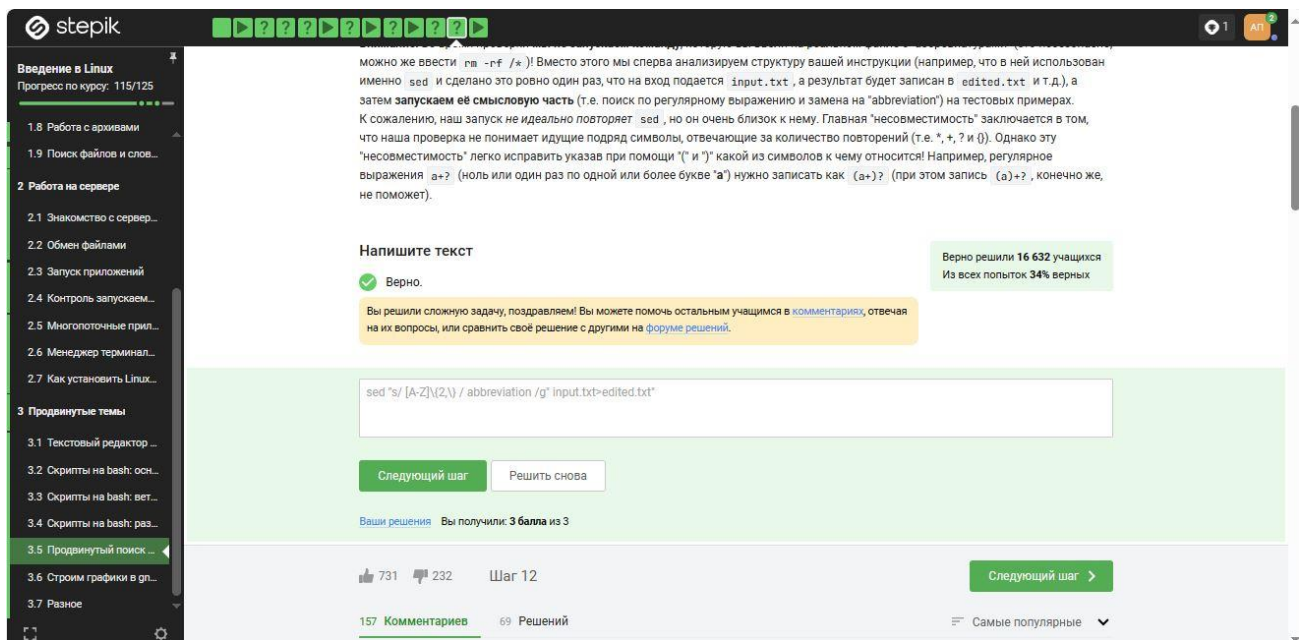 stepik
1
АП
2
Введение в Linux
Прогресс по курсу: 115/125
1.8 Работа с архивами
1.9 Поиск файлов и слов...
2 Работа на сервере
2.1 Знакомство с сервер...
2.2 Обмен файлами
2.3 Запуск приложений
2.4 Контроль запускаем...
2.5 Многопоточные прил...
2.6 Менеджер терминал...
2.7 Как установить Linux...
3 Продвинутые темы
3.1 Текстовый редактор ...
3.2 Скрипты на bash: осн...
3.3 Скрипты на bash: вет...
3.4 Скрипты на bash: раз...
3.5 Продвинутый поиск ...
3.6 Строим графики в gn...
3.7 Разное
можно же ввести rm -rf /* )! Вместо этого мы сперва анализируем структуру вашей инструкции (например, что в ней использован
именно sed и сделано это ровно один раз, что на вход подается input.txt , а результат будет записан в edited.txt и т.д.), а
затем запускаем её смысловую часть (т.е. поиск по регулярному выражению и замена на "abbreviation") на тестовых примерах.
К сожалению, наш запуск не идеально повторяет sed , но он очень близок к нему. Главная "несовместимость" заключается в том,
что наша проверка не понимает идущие подряд символы, отвечающие за количество повторений (т.е. *, +, ? и {}). Однако эту
"несовместимость" легко исправить указав при помощи "(" и ")" какой из символов к чему относится! Например, регулярное
выражения a+? (ноль или один раз по одной или более букве "a") нужно записать как (a+)? (при этом запись (a)+? , конечно же,
не поможет).
Напишите текст
Верно.
Верно решили 16 632 учащихся
Из всех попыток 34% верных
Вы решили сложную задачу, поздравляем! Вы можете помочь остальным учащимся в комментариях, отвечая
на их вопросы, или сравнить своё решение с другими на форуме решений.
sed "s/ [A-Z]\{2,\} / abbreviation /g" input.txt>edited.txt"
Следующий шаг
Решить снова
Ваши решения Вы получили: 3 балла из 3
731 232 Шаг 12
Следующий шаг
157 Комментариев 69 Решений
Самые популярные